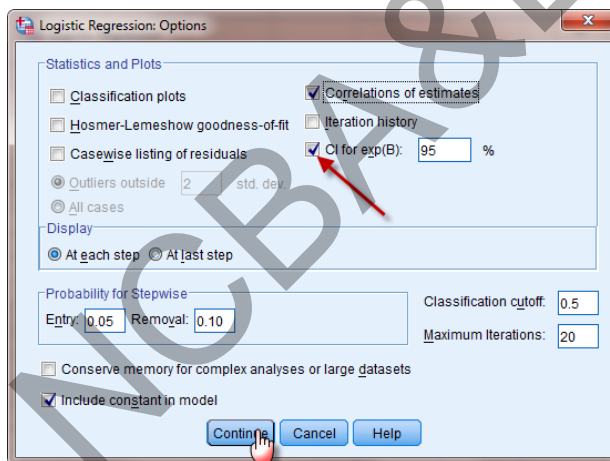 Logistic Regression: Options
Statistics and Plots
Classification plots
Correlations of estimates
Hosmer-Lemeshow goodness-of-fit
Iteration history
Casewise listing of residuals
CI for exp(B): 95 %
Outliers outside 2 std. dev.
All cases
Display
At each step At last step
Probability for Stepwise
Entry: 0.05 Removal: 0.10
Classification cutoff: 0.5
Maximum Iterations: 20
Conserve memory for complex analyses or large datasets
Include constant in model
Continue Cancel Help
NCBA&E